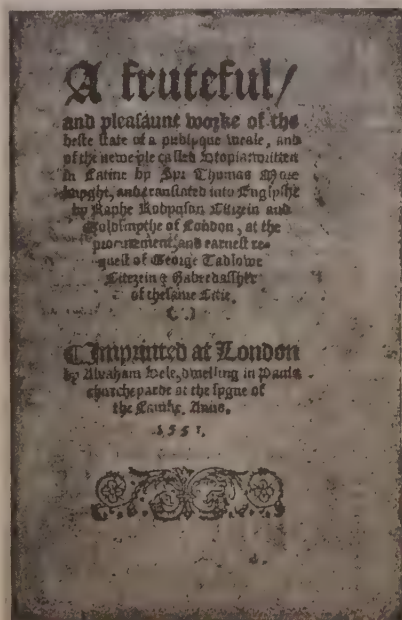 A fruteful/
and pleasaunt worke of the
beste state of a publyque weale, and
of the newe yle called Utopia: written
in Latine by Syr Thomas More
knyght, and translated into Englyshe
by Raphe Robynson Citizein and
Goldsmythe of London, at the
procurement, and earnest re-
quest of George Tadlowe
Citezein & Haberdassher
of thesame Citie.
(.)
¶ Imprinted at London
by Abraham Vele, dwelling in Pauls
churcheyarde at the sygne of
the Lambe. Anno.
1551.